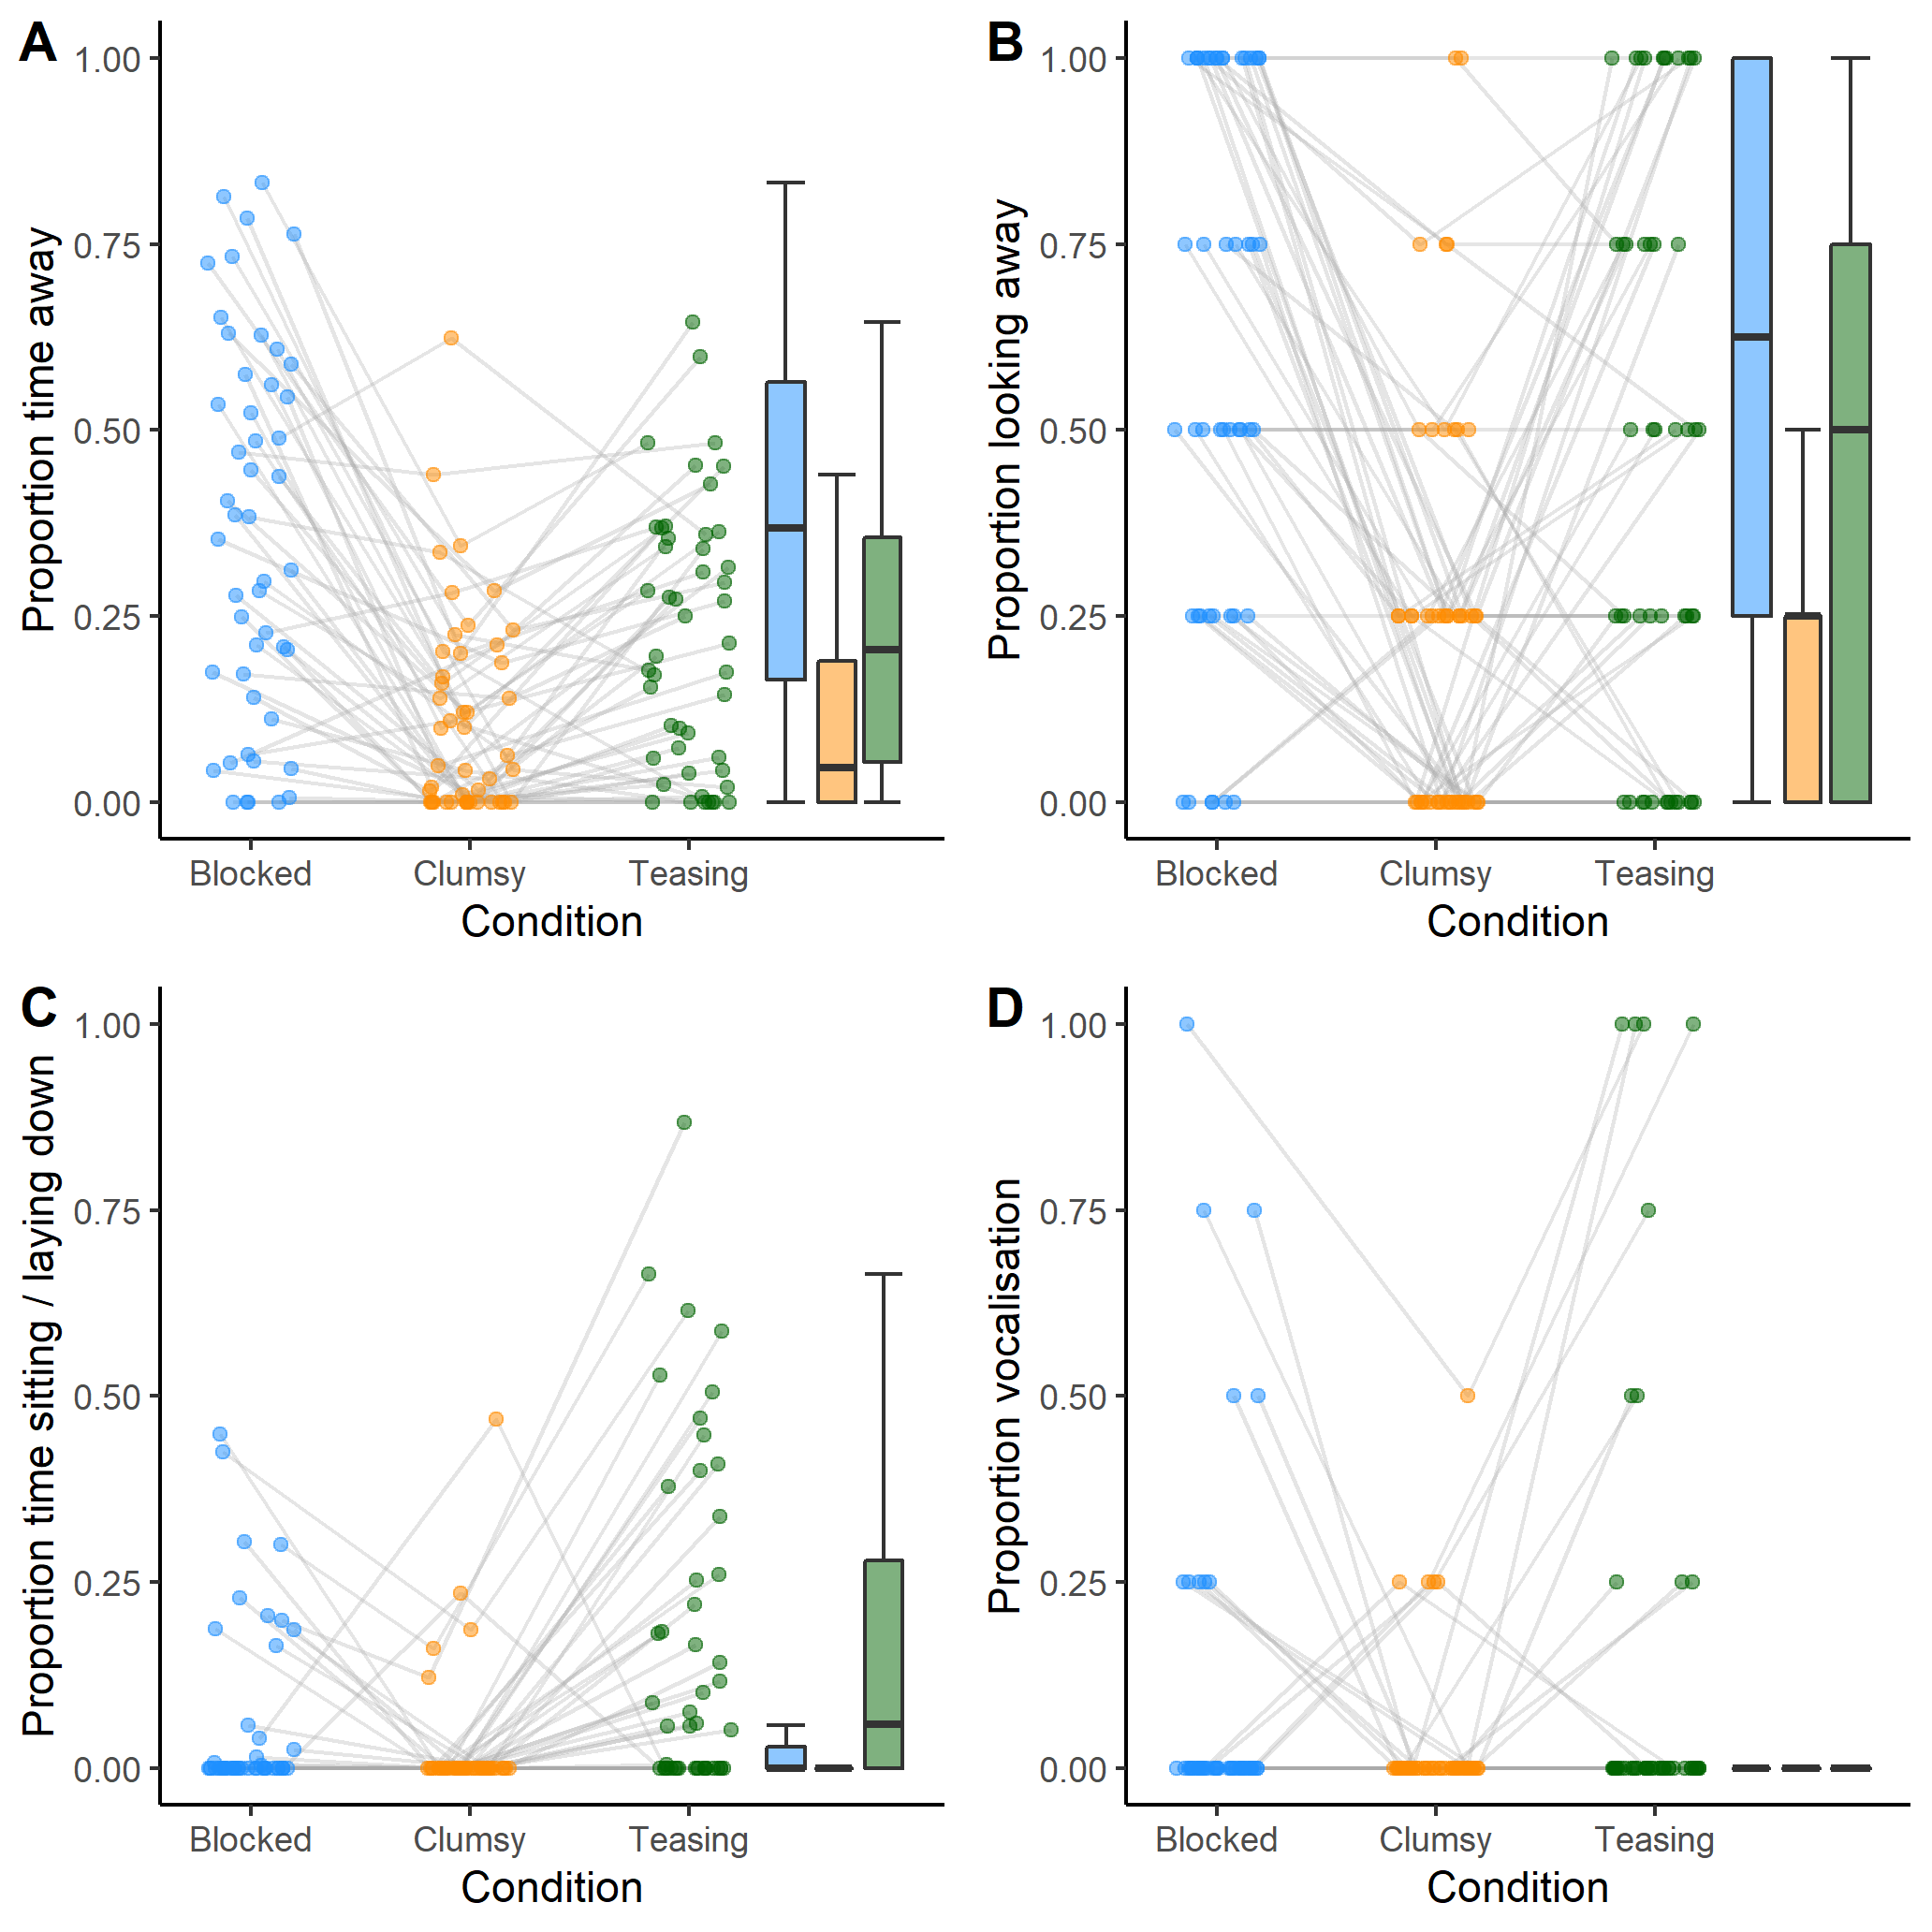 A
Proportion time away
1.00
0.75
0.50
0.25
0.00
Blocked Clumsy Teasing
Condition
B
Proportion looking away
1.00
0.75
0.50
0.25
0.00
Blocked Clumsy Teasing
Condition
C
Proportion time sitting / laying down
1.00
0.75
0.50
0.25
0.00
Blocked Clumsy Teasing
Condition
D
Proportion vocalisation
1.00
0.75
0.50
0.25
0.00
Blocked Clumsy Teasing
Condition